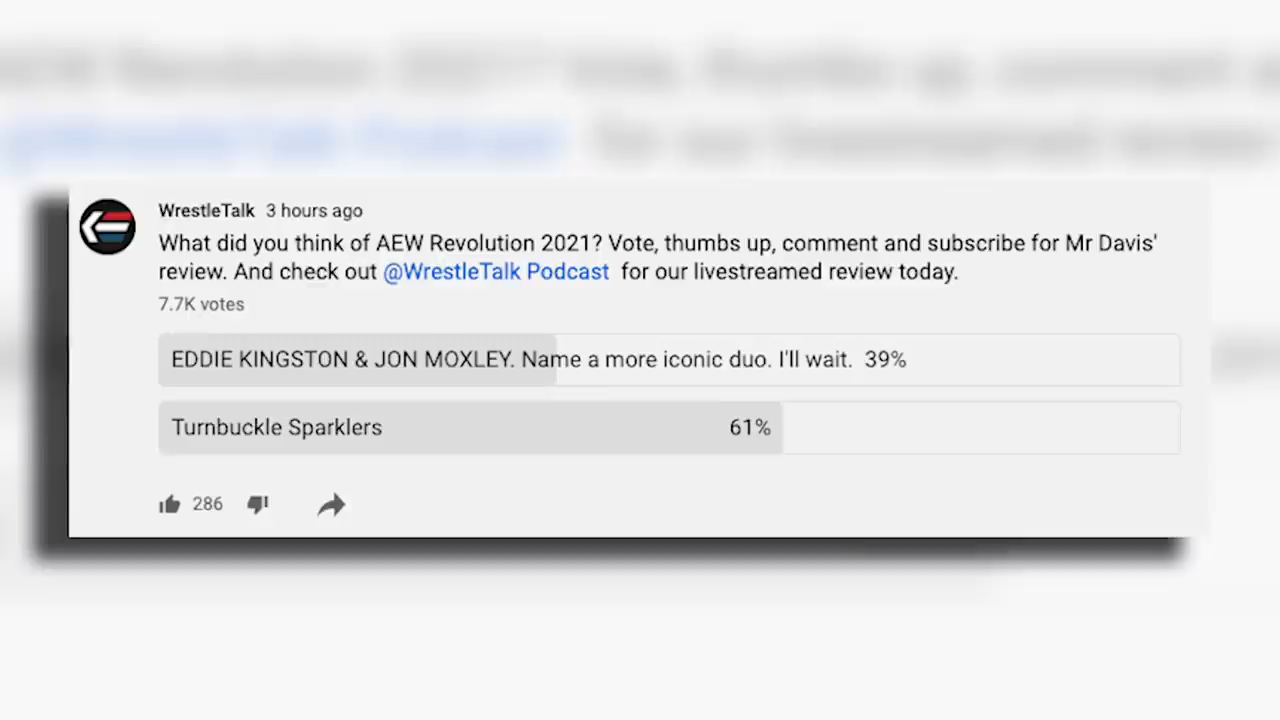 WrestleTalk 3 hours ago
What did you think of AEW Revolution 2021? Vote, thumbs up, comment and subscribe for Mr Davis'
review. And check out @WrestleTalk Podcast for our livestreamed review today.
7.7K votes
EDDIE KINGSTON & JON MOXLEY. Name a more iconic duo. I'll wait. 39%
Turnbuckle Sparklers 61%
286